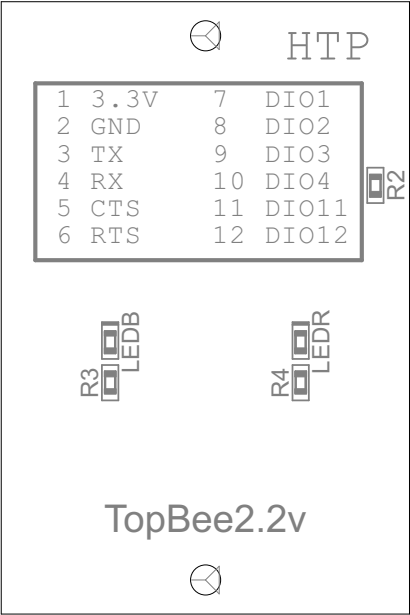 HTP
1 3.3V 7 DIO1
2 GND 8 DIO2
3 TX 9 DIO3
4 RX 10 DIO4
5 CTS 11 DIO11
6 RTS 12 DIO12
R2
LEDB
LEDR
R3
R4
TopBee2.2v